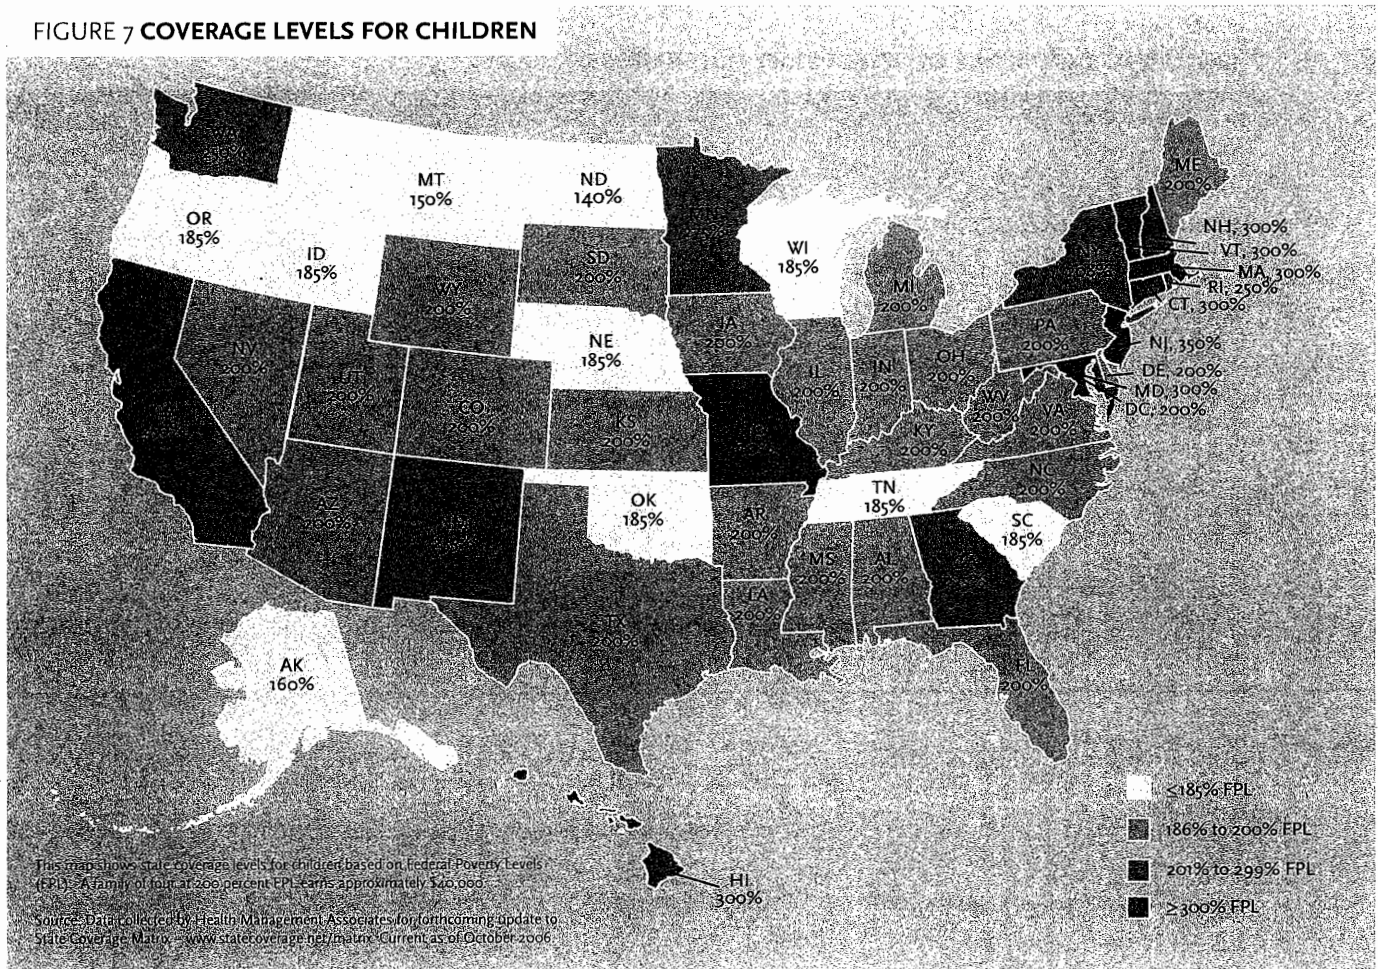 FIGURE 7 COVERAGE LEVELS FOR CHILDREN
WA
MT
150%
ND
140%
OR
185%
ID
185%
WI
185%
SD
200%
WY
200%
MI
200%
ME
200%
NH, 300%
VT, 300%
MA, 300%
RI, 250%
CT, 300%
NE
185%
IA
200%
PA
200%
NJ, 350%
DE, 200%
MD, 300%
DC, 200%
NV
200%
UT
200%
CO
200%
KS
200%
IL
200%
IN
200%
OH
200%
WV
200%
VA
200%
KY
200%
NC
200%
TN
185%
SC
185%
OK
185%
AZ
200%
AR
200%
MS
200%
AL
200%
LA
200%
TX
200%
FL
200%
AK
160%
HI
300%
≤185% FPL
186% to 200% FPL
201% to 299% FPL
≥300% FPL
This map shows state coverage levels for children based on Federal Poverty Levels
(FPL). A family of four at 200 percent FPL earns approximately $40,000.
Source: Data collected by Health Management Associates for forthcoming update to
State Coverage Matrix – www.statecoverage.net/matrix Current as of October 2006